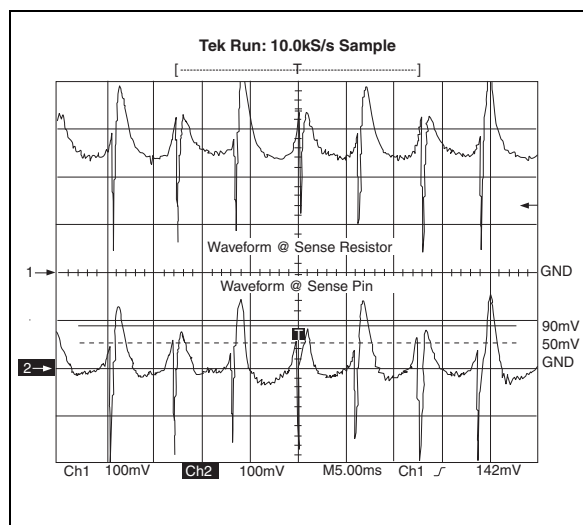 Tek Run: 10.0kS/s Sample
[ T ]
Waveform @ Sense Resistor
1 GND
Waveform @ Sense Pin
90mV
T
50mV
2 GND
Ch1 100mV Ch2 100mV M5.00ms Ch1 142mV